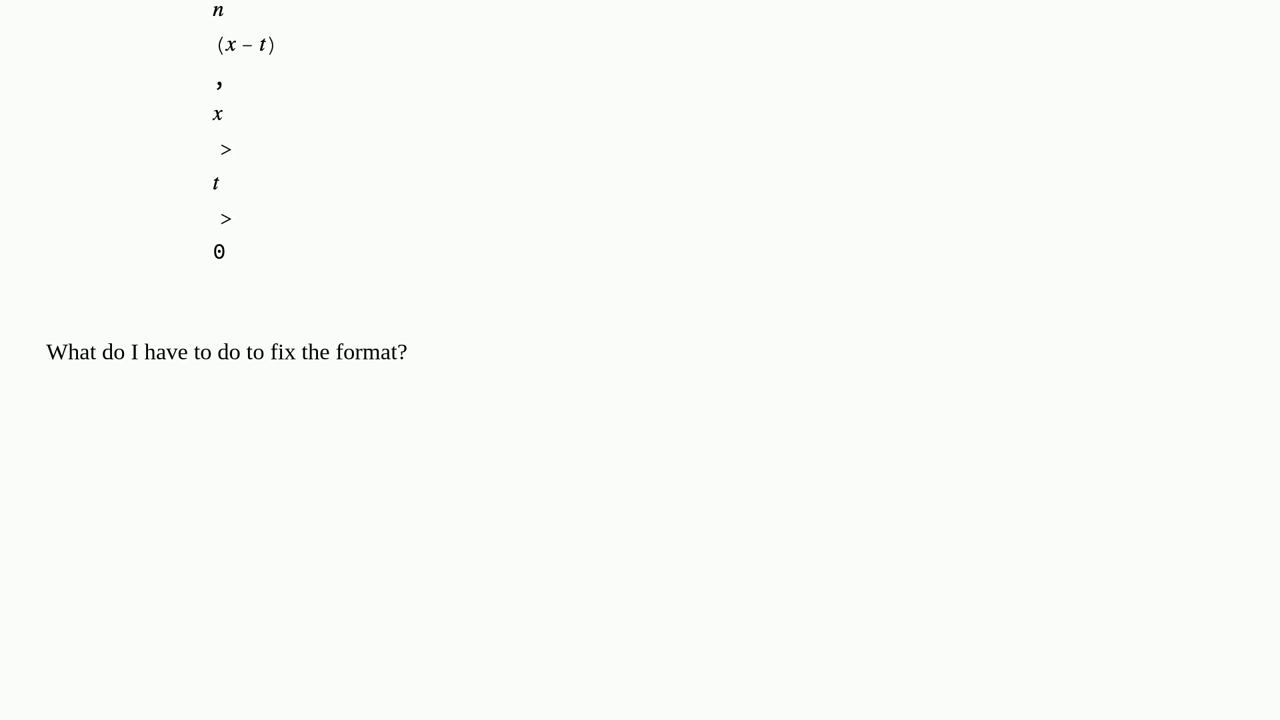 n
(x – t)
,
x
>
t
>
0
What do I have to do to fix the format?